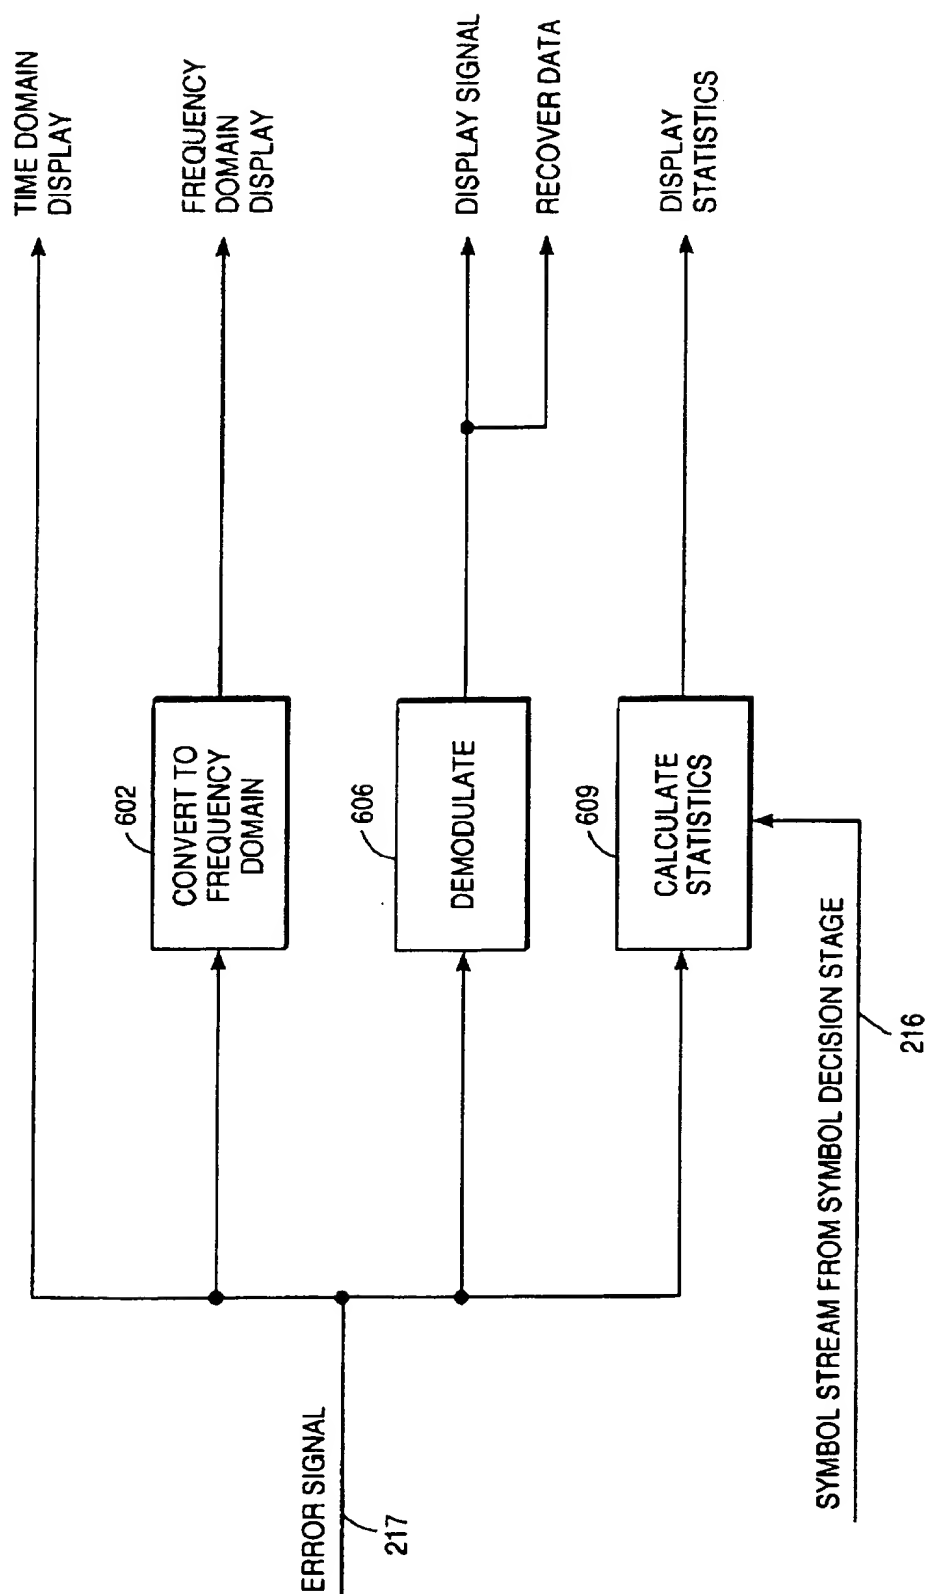 TIME DOMAIN
DISPLAY
FREQUENCY
DOMAIN
DISPLAY
602
CONVERT TO
FREQUENCY
DOMAIN
ERROR SIGNAL
217
606
DEMODULATE
DISPLAY SIGNAL
RECOVER DATA
609
CALCULATE
STATISTICS
DISPLAY
STATISTICS
SYMBOL STREAM FROM SYMBOL DECISION STAGE
216